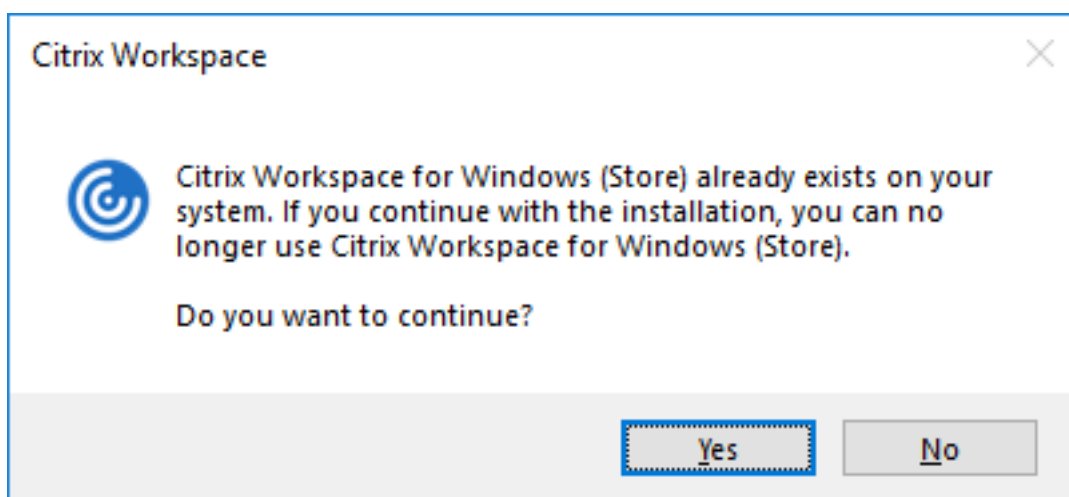 Citrix Workspace
Citrix Workspace for Windows (Store) already exists on your
system. If you continue with the installation, you can no
longer use Citrix Workspace for Windows (Store).
Do you want to continue?
Yes
No